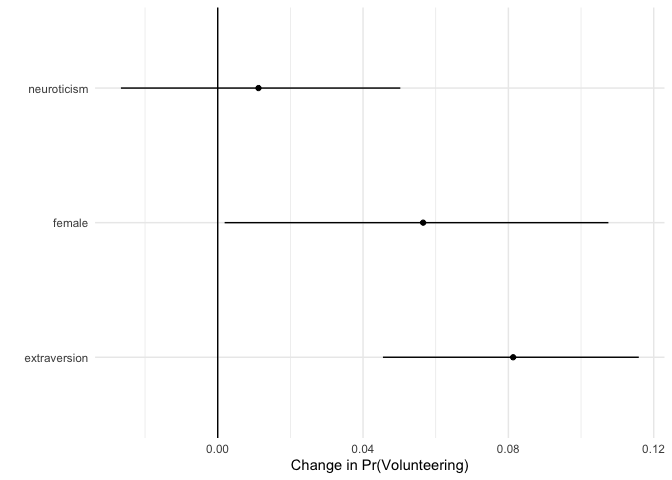 neuroticism
female
extraversion
0.00 0.04 0.08 0.12
Change in Pr(Volunteering)